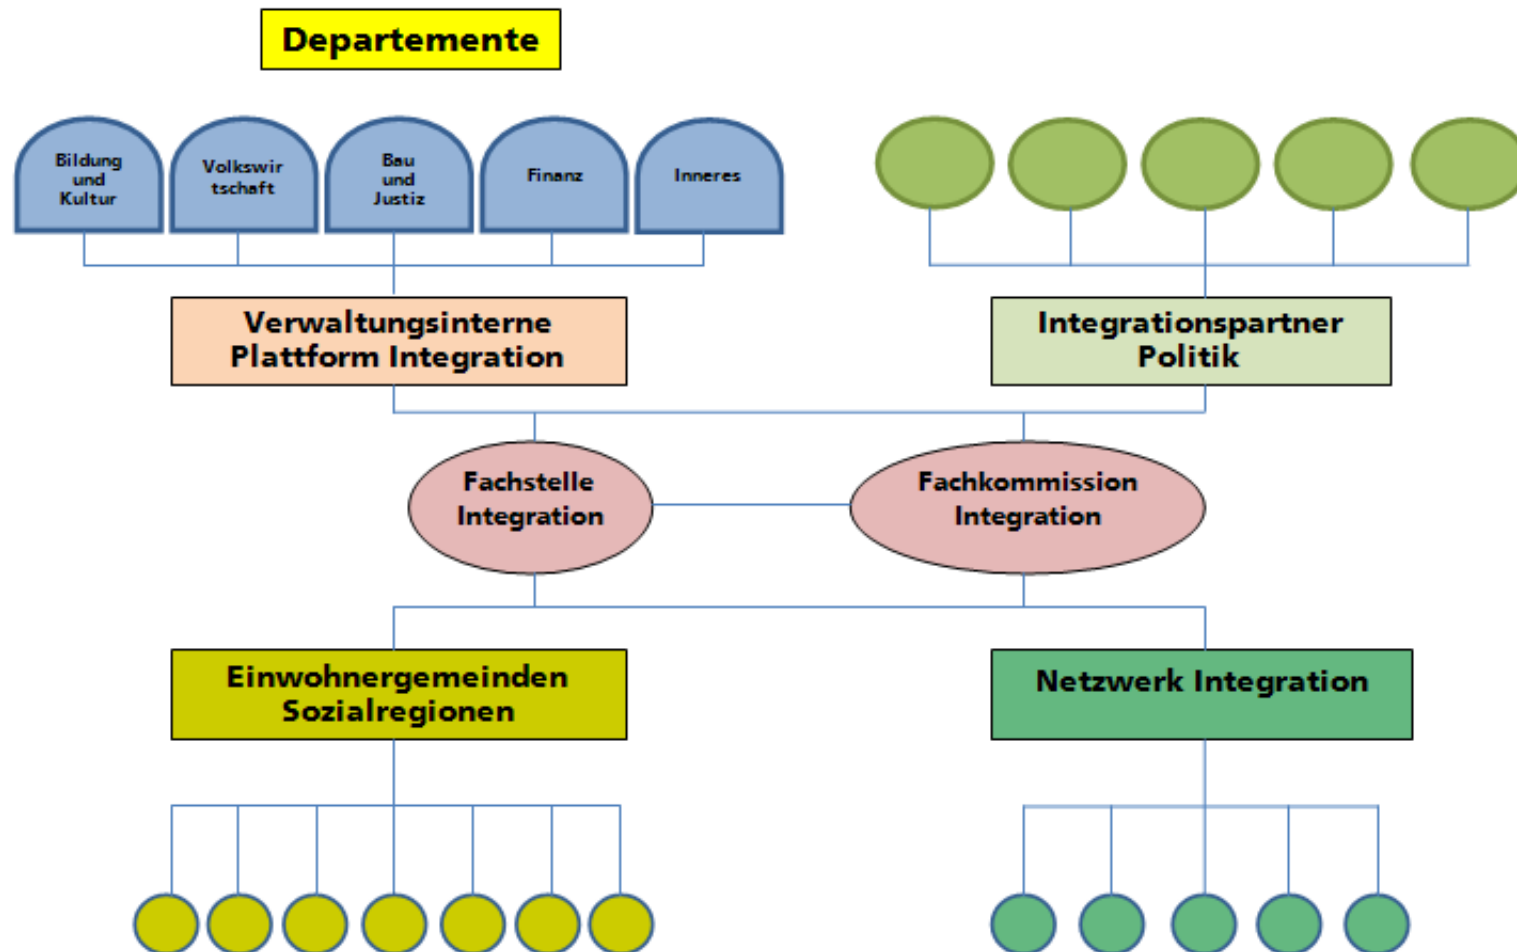 Departemente
Bildung
und
Kultur
Volkswir
tschaft
Bau
und
Justiz
Finanz
Inneres
Verwaltungsinterne
Plattform Integration
Integrationspartner
Politik
Fachstelle
Integration
Fachkommission
Integration
Einwohnergemeinden
Sozialregionen
Netzwerk Integration